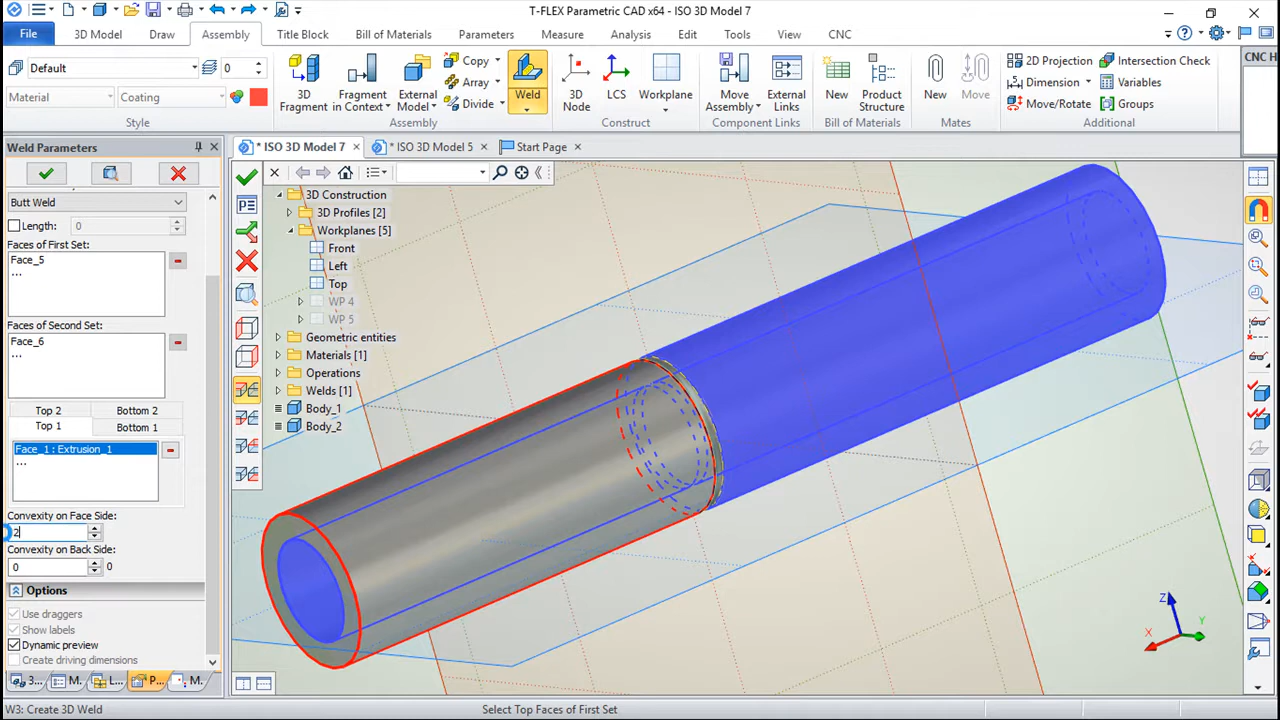 T-FLEX Parametric CAD x64 - ISO 3D Model 7
File
3D Model
Draw
Assembly
Title Block
Bill of Materials
Parameters
Measure
Analysis
Edit
Tools
View
CNC
Default
0
Material
Coating
Style
3D Fragment
Fragment in Context
External Model
Copy
Array
Divide
Weld
Assembly
3D Node
LCS
Workplane
Construct
Move Assembly
External Links
Component Links
New
Product Structure
Bill of Materials
New
Move
Mates
2D Projection
Intersection Check
Dimension
Variables
Move/Rotate
Groups
Additional
CNC H
Weld Parameters
* ISO 3D Model 7
* ISO 3D Model 5
Start Page
Butt Weld
Length:
0
Faces of First Set:
Face_5
...
Faces of Second Set:
Face_6
...
Top 2
Bottom 2
Top 1
Bottom 1
Face_1 : Extrusion_1
...
Convexity on Face Side:
2
Convexity on Back Side:
0
0
Options
Use draggers
Show labels
Dynamic preview
Create driving dimensions
3...
M...
L...
P...
M...
3D Construction
3D Profiles [2]
Workplanes [5]
Front
Left
Top
WP 4
WP 5
Geometric entities
Materials [1]
Operations
Welds [1]
Body_1
Body_2
Z
Y
X
W3: Create 3D Weld
Select Top Faces of First Set